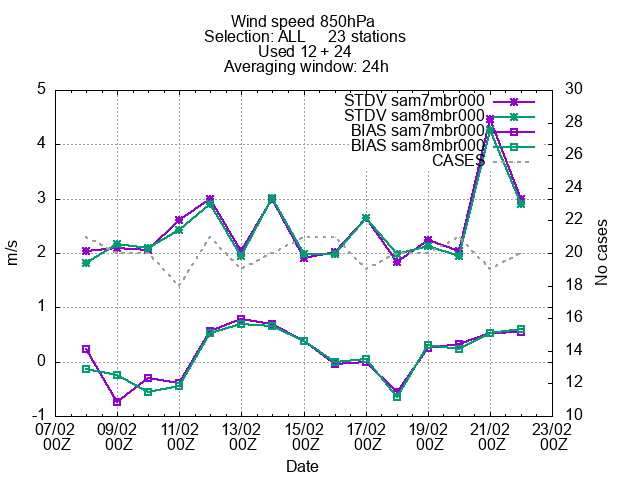 Wind speed 850hPa
Selection: ALL 23 stations
Used 12 + 24
Averaging window: 24h
5 30
STDV sam7mbr000
STDV sam8mbr000
28
BIAS sam7mbr000
4 BIAS sam8mbr000
26
CASES
24
3
22
m/s
2 20
No cases
18
1
16
14
0
12
-1 10
07/02 09/02 11/02 13/02 15/02 17/02 19/02 21/02 23/02
00Z 00Z 00Z 00Z 00Z 00Z 00Z 00Z 00Z
Date